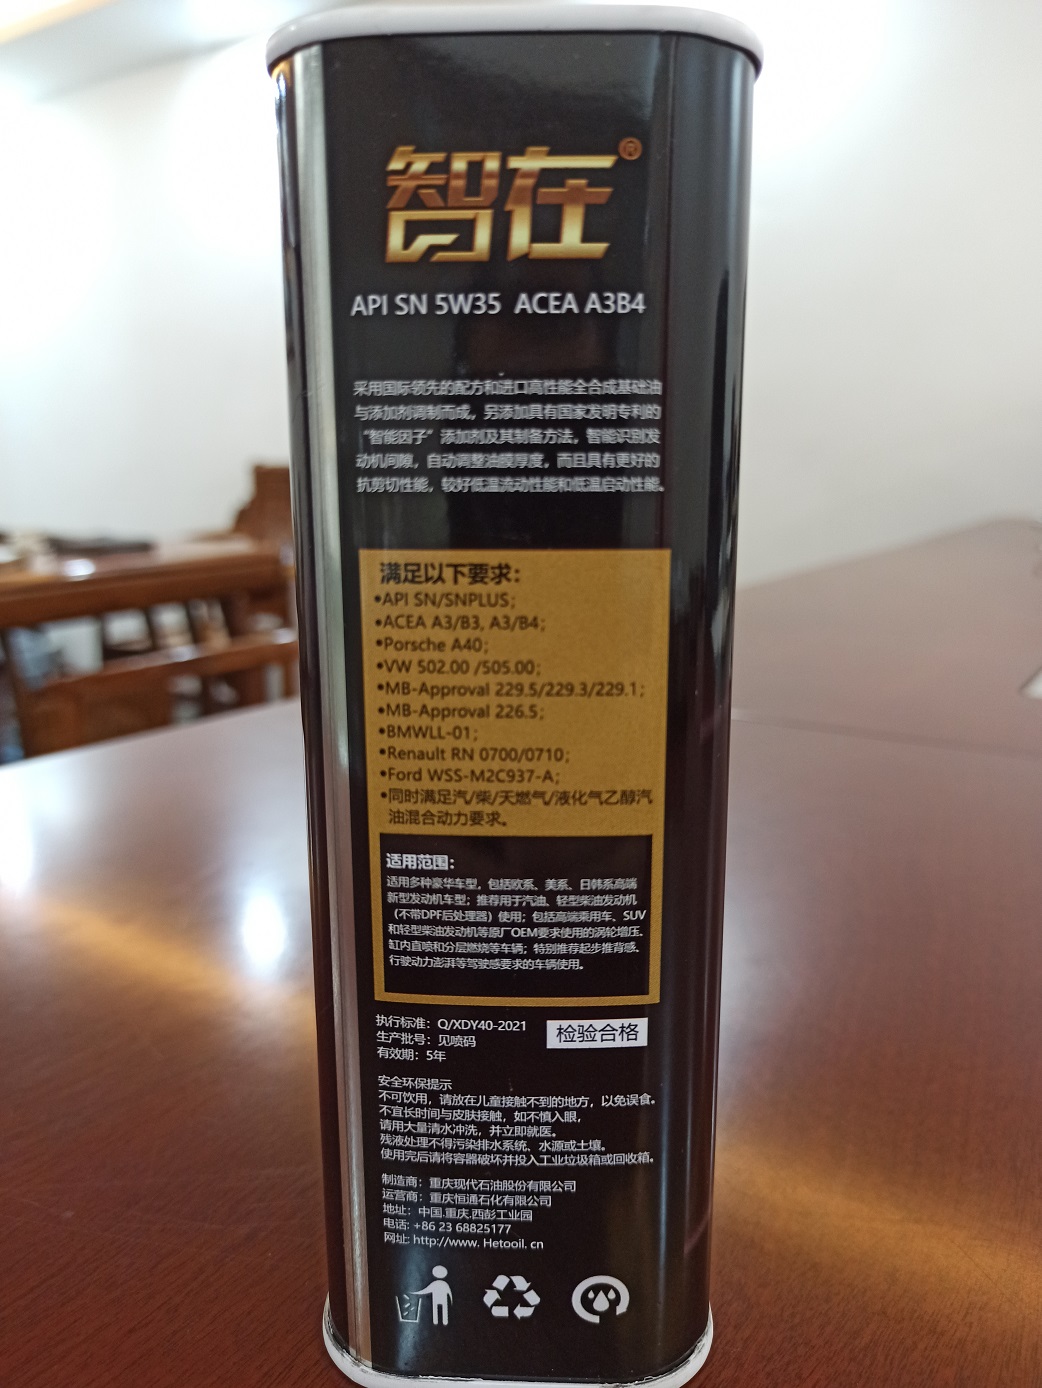 智在®
API SN 5W35 ACEA A3B4
采用国际领先的配方和进口高性能全合成基础油
与添加剂调制而成，另添加具有国家发明专利的
“智能因子”添加剂及其制备方法，智能识别发
动机间隙，自动调整油膜厚度，而且具有更好的
抗剪切性能，较好低温流动性能和低温启动性能。
满足以下要求：
•API SN/SNPLUS；
•ACEA A3/B3, A3/B4；
•Porsche A40；
•VW 502.00 /505.00；
•MB-Approval 229.5/229.3/229.1；
•MB-Approval 226.5；
•BMWLL-01；
•Renault RN 0700/0710；
•Ford WSS-M2C937-A；
•同时满足汽/柴/天燃气/液化气乙醇汽
油混合动力要求。
适用范围：
适用多种豪华车型，包括欧系、美系、日韩系高端
新型发动机车型；推荐用于汽油、轻型柴油发动机
（不带DPF后处理器）使用；包括高端乘用车、SUV
和轻型柴油发动机等原厂OEM要求使用的涡轮增压、
缸内直喷和分层燃烧等车辆；特别推荐起步推背感、
行驶动力澎湃等驾驶感要求的车辆使用。
执行标准：Q/XDY40-2021
生产批号：见喷码
有效期：5年
检验合格
安全环保提示
不可饮用，请放在儿童接触不到的地方，以免误食。
不宜长时间与皮肤接触，如不慎入眼，
请用大量清水冲洗，并立即就医。
残液处理不得污染排水系统、水源或土壤。
使用完后请将容器破坏并投入工业垃圾箱或回收箱。
制造商：重庆现代石油股份有限公司
运营商：重庆恒通石化有限公司
地址：中国.重庆.西彭工业园
电话: +86 23 68825177
网址: http://www. Hetooil. cn